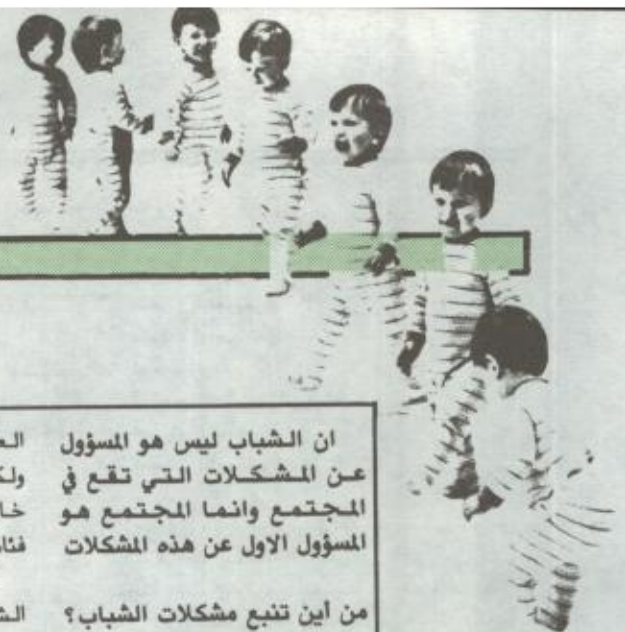 ان الشباب ليس هو المسؤول
عن المشكلات التي تقع في
المجتمع وانما المجتمع هو
المسؤول الاول عن هذه المشكلات
من أين تنبع مشكلات الشباب؟